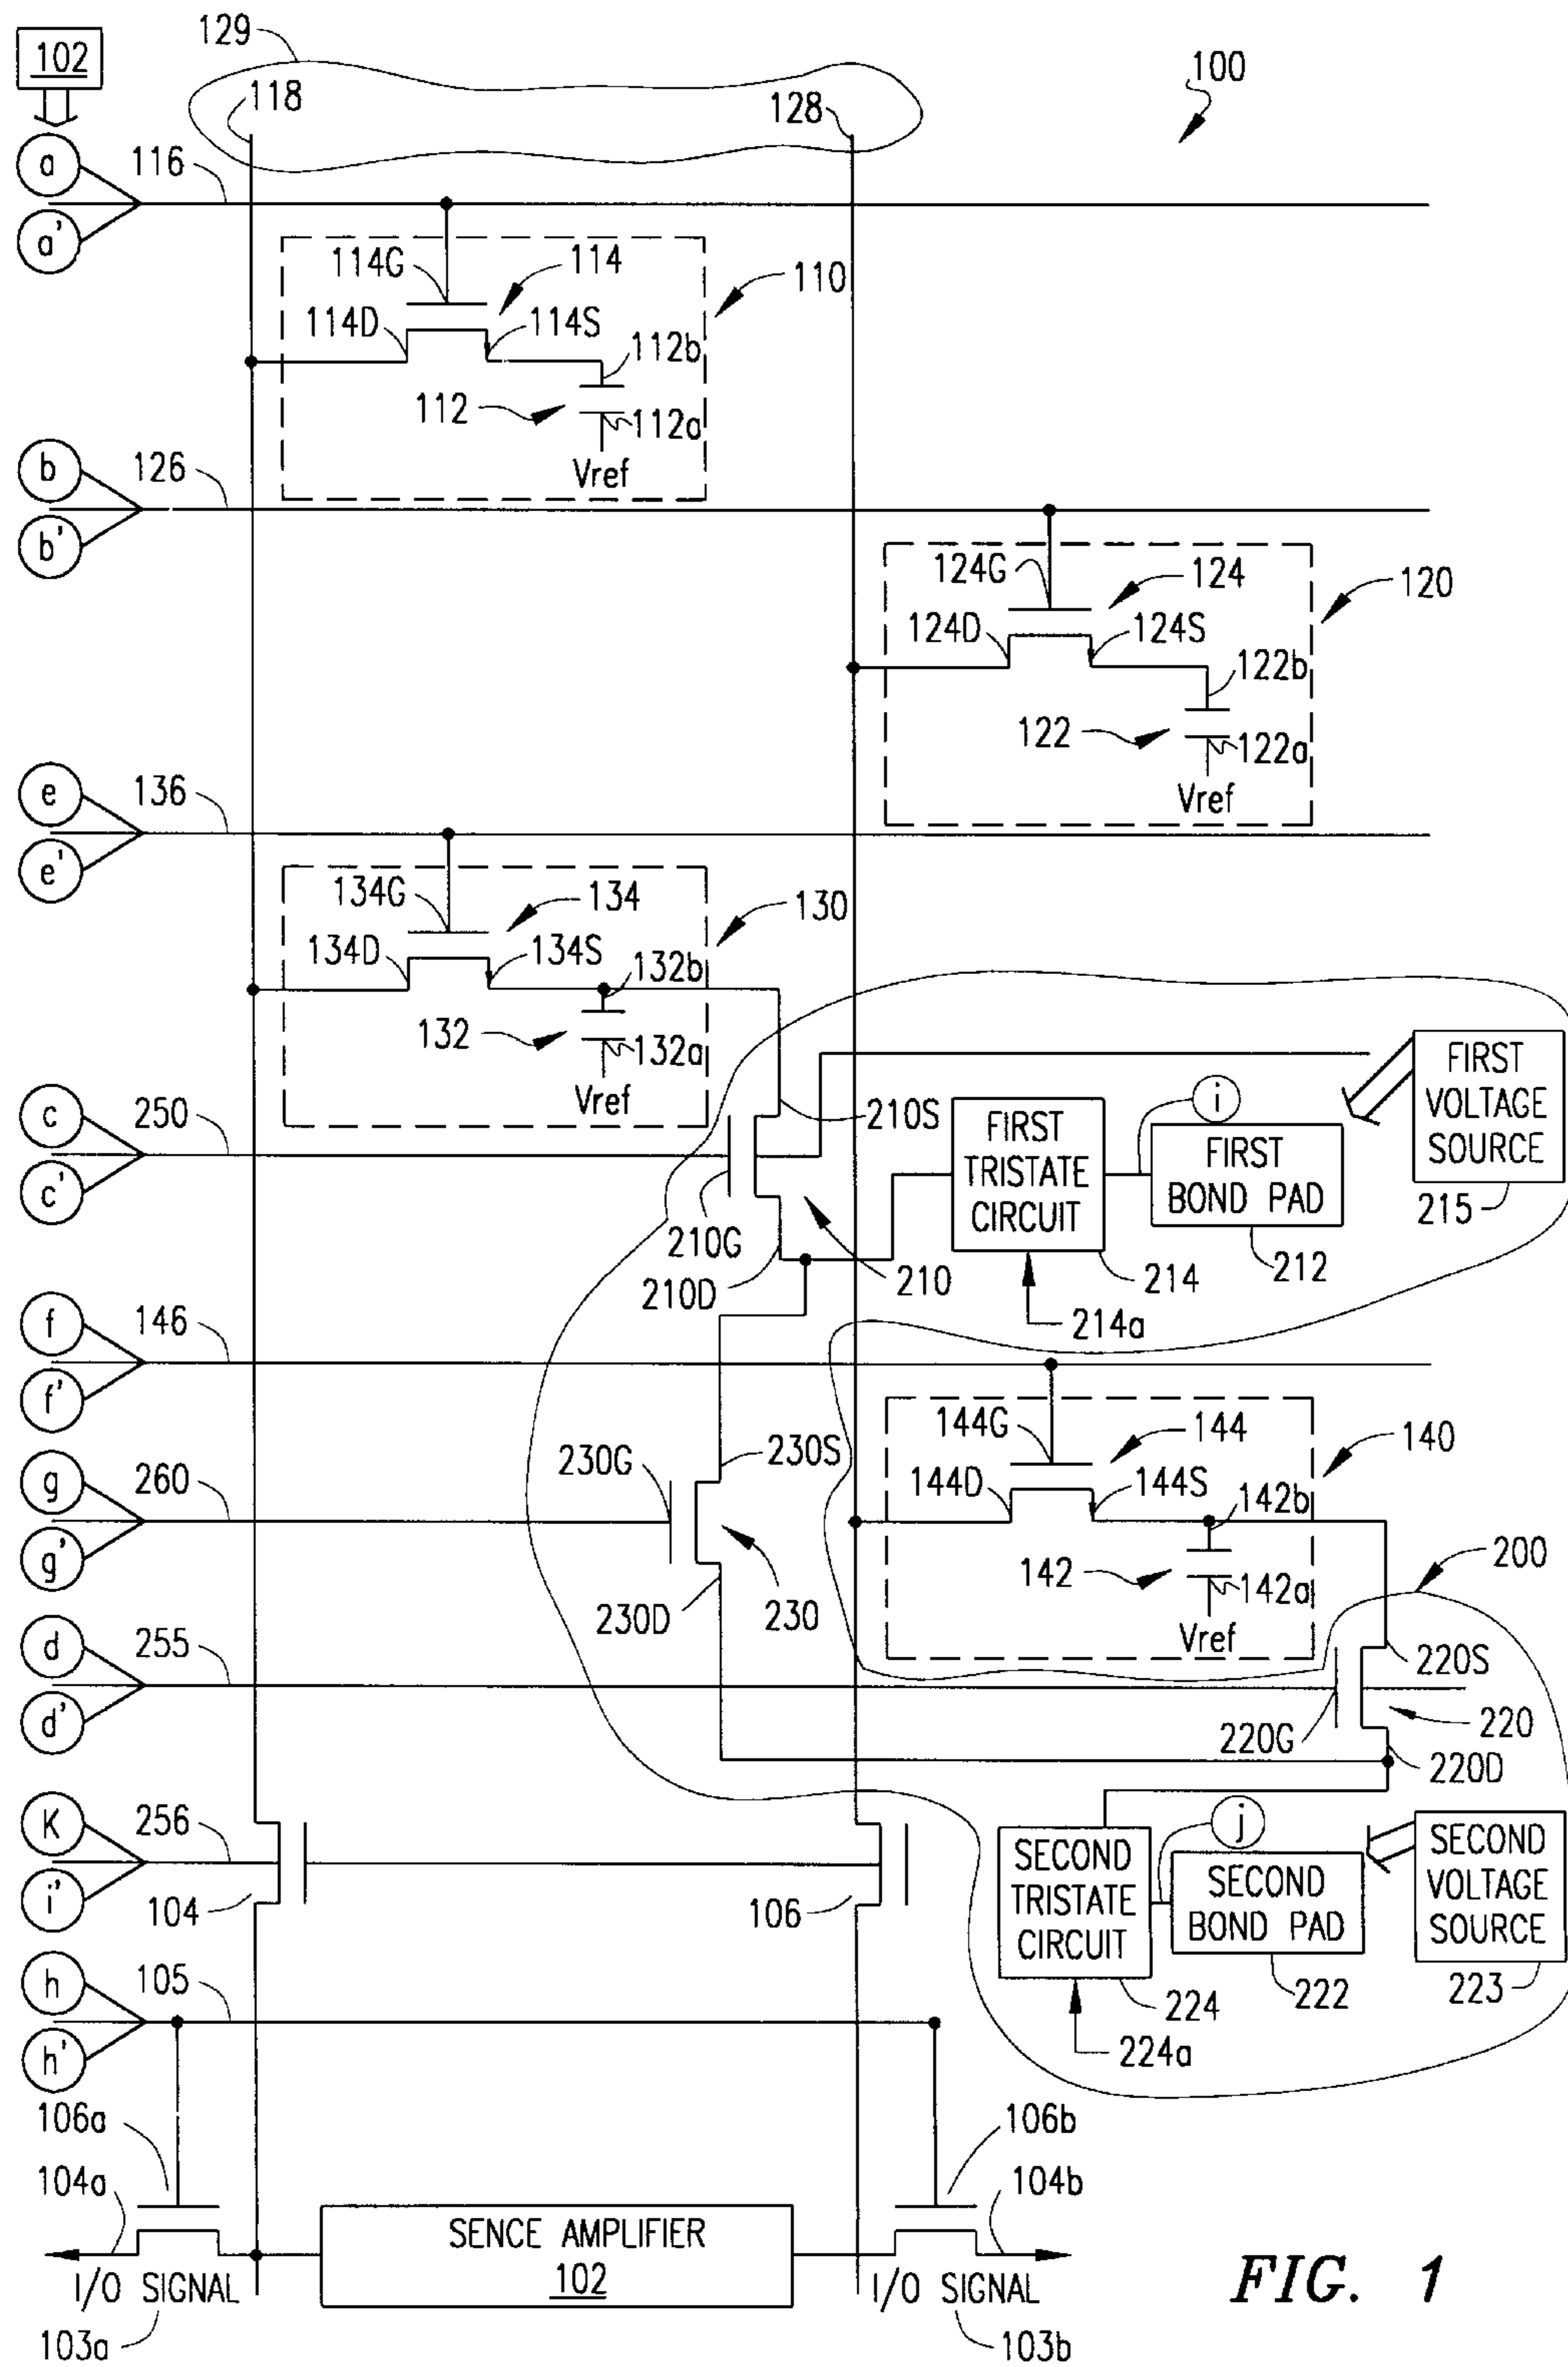 129
102
118
128
100
a
116
a'
114G
114
110
114D
114S
112b
112
112a
Vref
b
126
b'
124G
124
120
124D
124S
122b
122
122a
Vref
e
136
e'
134G
134
130
134D
134S
132b
132
132a
Vref
FIRST
VOLTAGE
SOURCE
215
c
250
c'
210S
FIRST
TRISTATE
CIRCUIT
i
FIRST
BOND PAD
210G
210D
210
214
212
214a
f
146
f'
144G
144
140
230G
230S
144D
144S
142b
g
260
g'
142
142a
Vref
200
230D
230
d
255
d'
220S
220G
220
220D
K
256
i'
104
106
SECOND
TRISTATE
CIRCUIT
j
SECOND
BOND PAD
SECOND
VOLTAGE
SOURCE
h
105
h'
224
222
223
224a
106a
106b
104a
104b
SENCE AMPLIFIER
102
I/O SIGNAL
I/O SIGNAL
103a
103b
FIG. 1